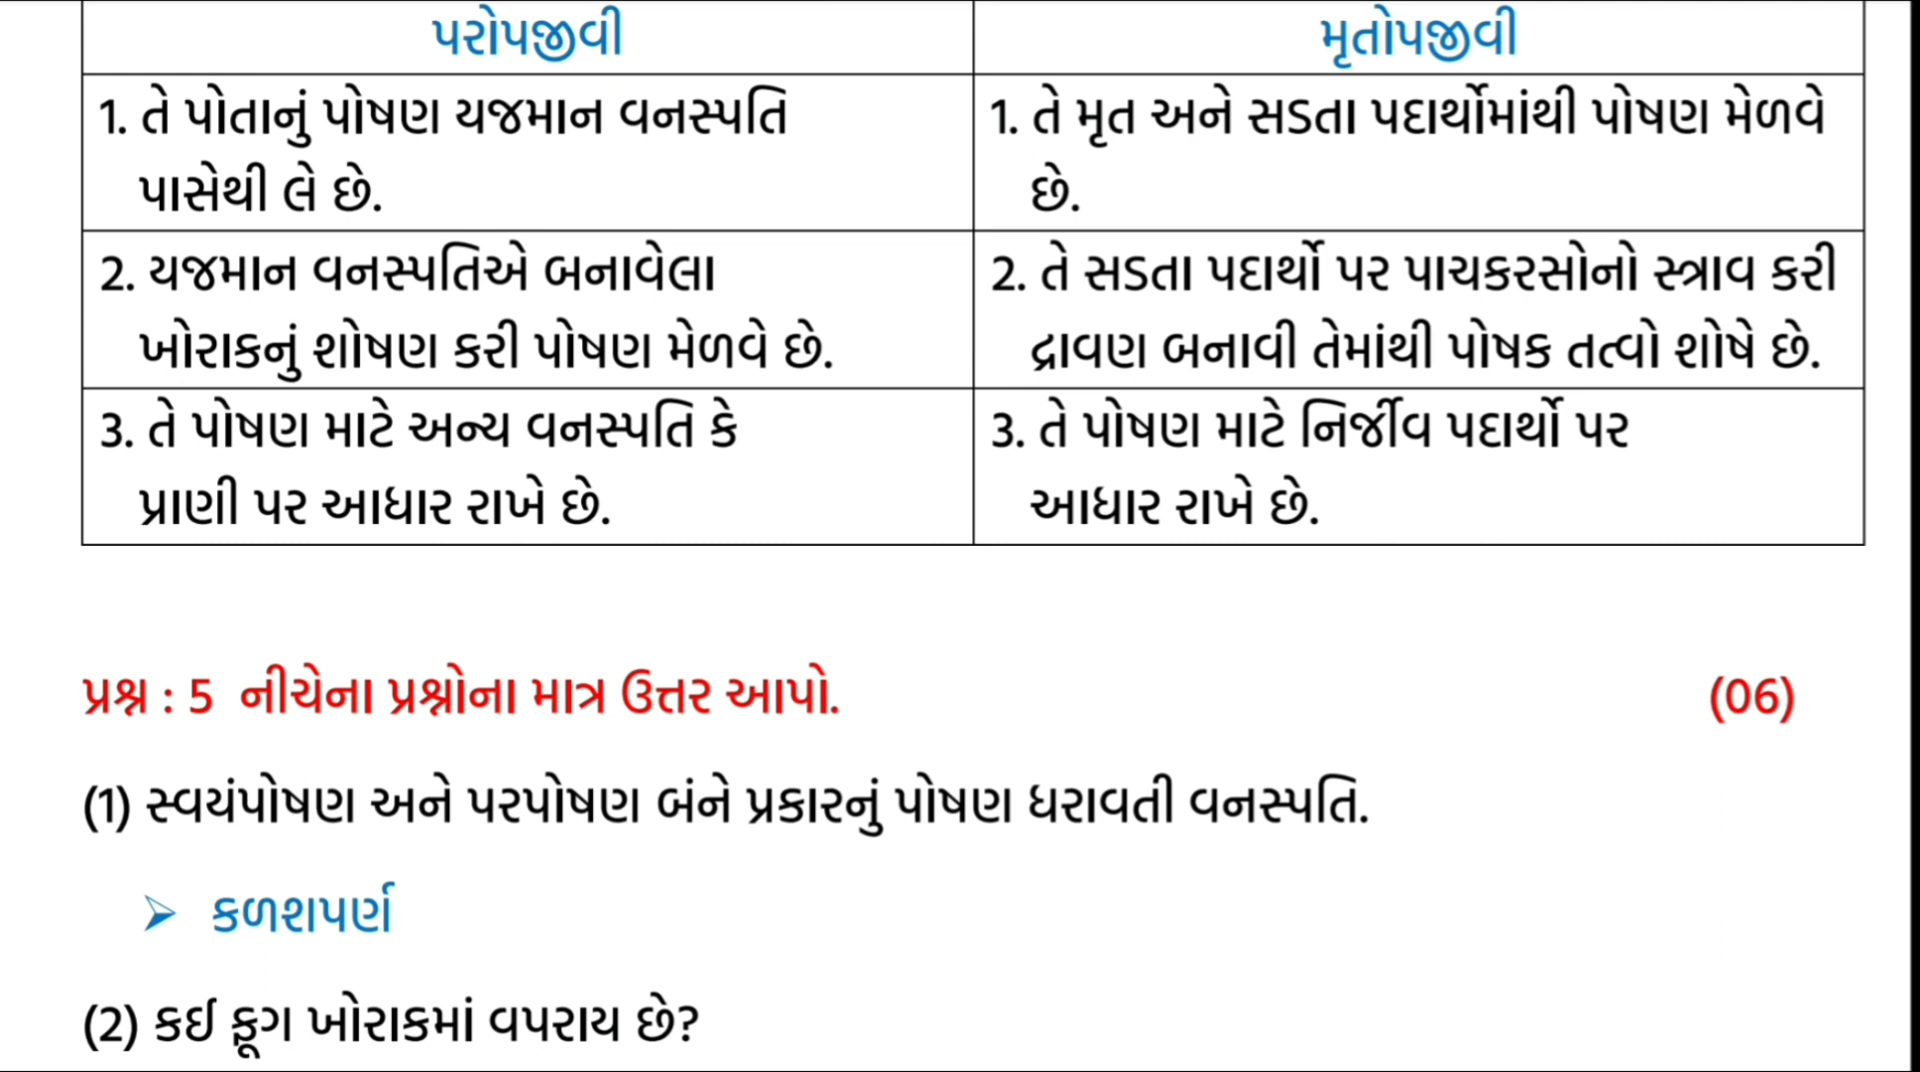 પરોપજીવી મૃતોપજીવી
1. તે પોતાનું પોષણ યજમાન વનસ્પતિ
પાસેથી લે છે.
1. તે મૃત અને સડતા પદાર્થોમાંથી પોષણ મેળવે
છે.
2. યજમાન વનસ્પતિએ બનાવેલા
ખોરાકનું શોષણ કરી પોષણ મેળવે છે.
2. તે સડતા પદાર્થો પર પાચકરસોનો સ્ત્રાવ કરી
દ્રાવણ બનાવી તેમાંથી પોષક તત્વો શોષે છે.
3. તે પોષણ માટે અન્ય વનસ્પતિ કે
પ્રાણી પર આધાર રાખે છે.
3. તે પોષણ માટે નિર્જીવ પદાર્થો પર
આધાર રાખે છે.
પ્રશ્ન : 5 નીચેના પ્રશ્નોના માત્ર ઉત્તર આપો. (06)
(1) સ્વયંપોષણ અને પરપોષણ બંને પ્રકારનું પોષણ ધરાવતી વનસ્પતિ.
➢ કળશપર્ણ
(2) કઈ ફૂગ ખોરાકમાં વપરાય છે?